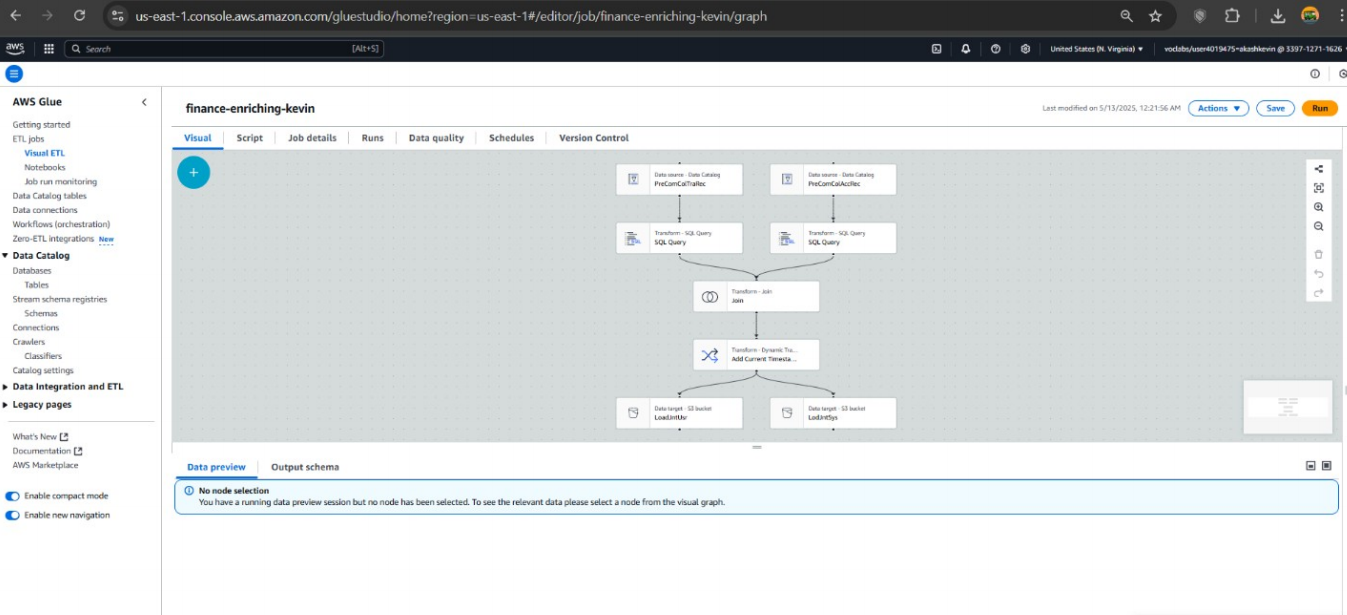 us-east-1.console.aws.amazon.com/gluestudio/home?region=us-east-1#/editor/job/finance-enriching-kevin/graph
aws
Search
[Alt+S]
United States (N. Virginia) ▼
voclabs/user4019475=akashkevin @ 3397-1271-1626
AWS Glue
Getting started
ETL jobs
Visual ETL
Notebooks
Job run monitoring
Data Catalog tables
Data connections
Workflows (orchestration)
Zero-ETL integrations New
Data Catalog
Databases
Tables
Stream schema registries
Schemas
Connections
Crawlers
Classifiers
Catalog settings
Data Integration and ETL
Legacy pages
What's New
Documentation
AWS Marketplace
Enable compact mode
Enable new navigation
finance-enriching-kevin
Last modified on 5/13/2025, 12:21:56 AM
Actions ▼
Save
Run
Visual
Script
Job details
Runs
Data quality
Schedules
Version Control
Data source - Data Catalog
PreComColTraRec
Data source - Data Catalog
PreComColAccRec
Transform - SQL Query
SQL Query
Transform - SQL Query
SQL Query
Transform - Join
Join
Transform - Dynamic Tra...
Add Current Timesta...
Data target - S3 bucket
LoadJntUsr
Data target - S3 bucket
LodJntSys
Data preview
Output schema
No node selection
You have a running data preview session but no node has been selected. To see the relevant data please select a node from the visual graph.